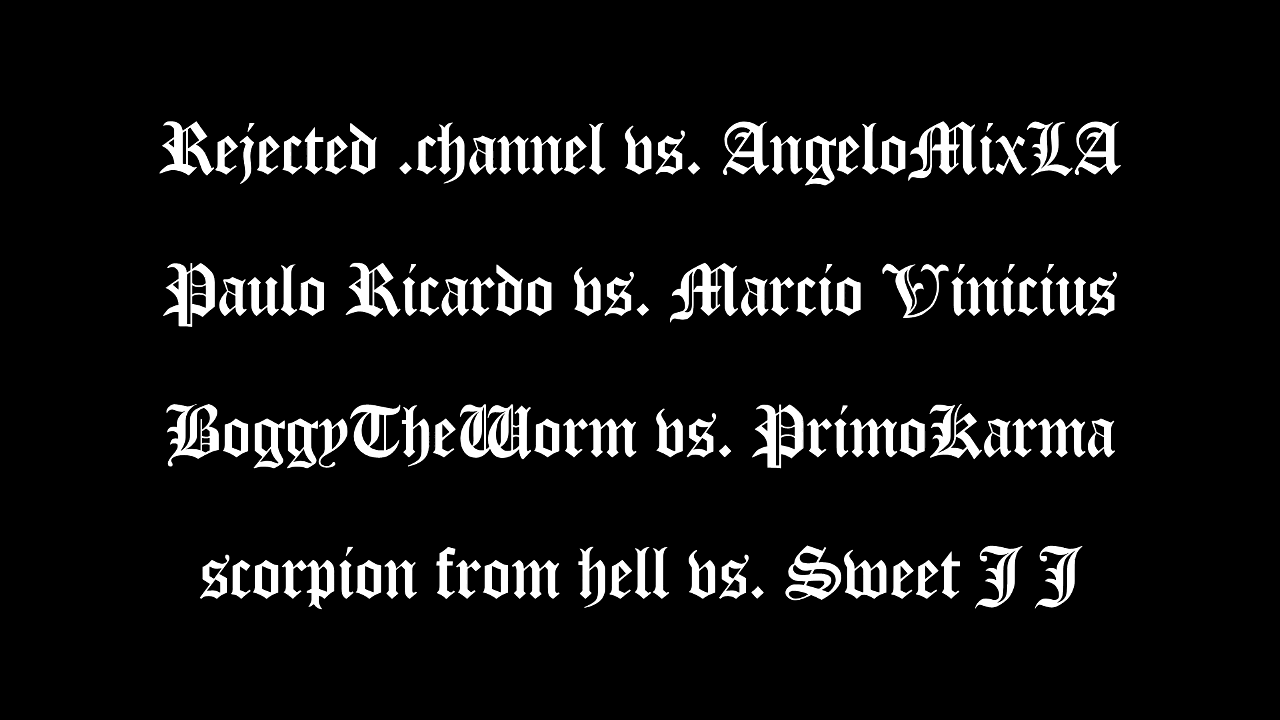 Rejected .channel vs. AngeloMixLA
Paulo Ricardo vs. Marcio Vinicius
BoggyTheWorm vs. PrimoKarma
scorpion from hell vs. Sweet J J